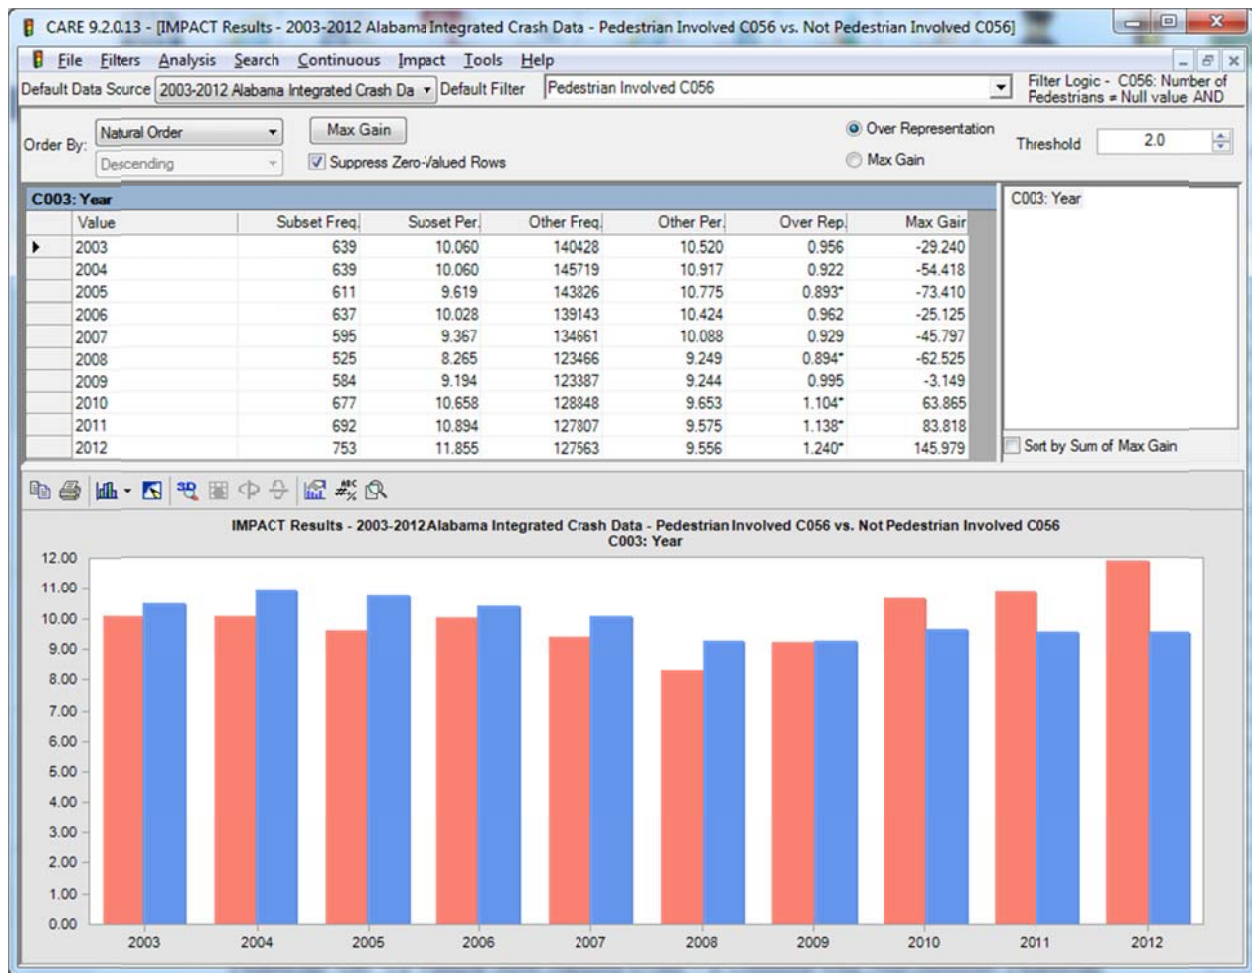 CARE 9.2.0.13 - [IMPACT Results - 2003-2012 Alabama Integrated Crash Data - Pedestrian Involved C056 vs. Not Pedestrian Involved C056]
File Filters Analysis Search Continuous Impact Tools Help
Default Data Source 2003-2012 Alabama Integrated Crash Da Default Filter Pedestrian Involved C056 Filter Logic - C056: Number of
Pedestrians ≠ Null value AND
Order By: Natural Order Max Gain Over Representation Threshold 2.0
Descending Suppress Zero-Valued Rows Max Gain
C003: Year C003: Year
Value Subset Freq. Subset Per. Other Freq. Other Per. Over Rep. Max Gain
2003 639 10.060 140428 10.520 0.956 -29.240
2004 639 10.060 145719 10.917 0.922 -54.418
2005 611 9.619 143826 10.775 0.893* -73.410
2006 637 10.028 139143 10.424 0.962 -25.125
2007 595 9.367 134661 10.088 0.929 -45.797
2008 525 8.265 123466 9.249 0.894* -62.525
2009 584 9.194 123387 9.244 0.995 -3.149
2010 677 10.658 128848 9.653 1.104* 63.865
2011 692 10.894 127807 9.575 1.138* 83.818
2012 753 11.855 127563 9.556 1.240* 145.979
Sort by Sum of Max Gain
3D ABC #%
IMPACT Results - 2003-2012 Alabama Integrated Crash Data - Pedestrian Involved C056 vs. Not Pedestrian Involved C056
C003: Year
12.00
11.00
10.00
9.00
8.00
7.00
6.00
5.00
4.00
3.00
2.00
1.00
0.00
2003 2004 2005 2006 2007 2008 2009 2010 2011 2012